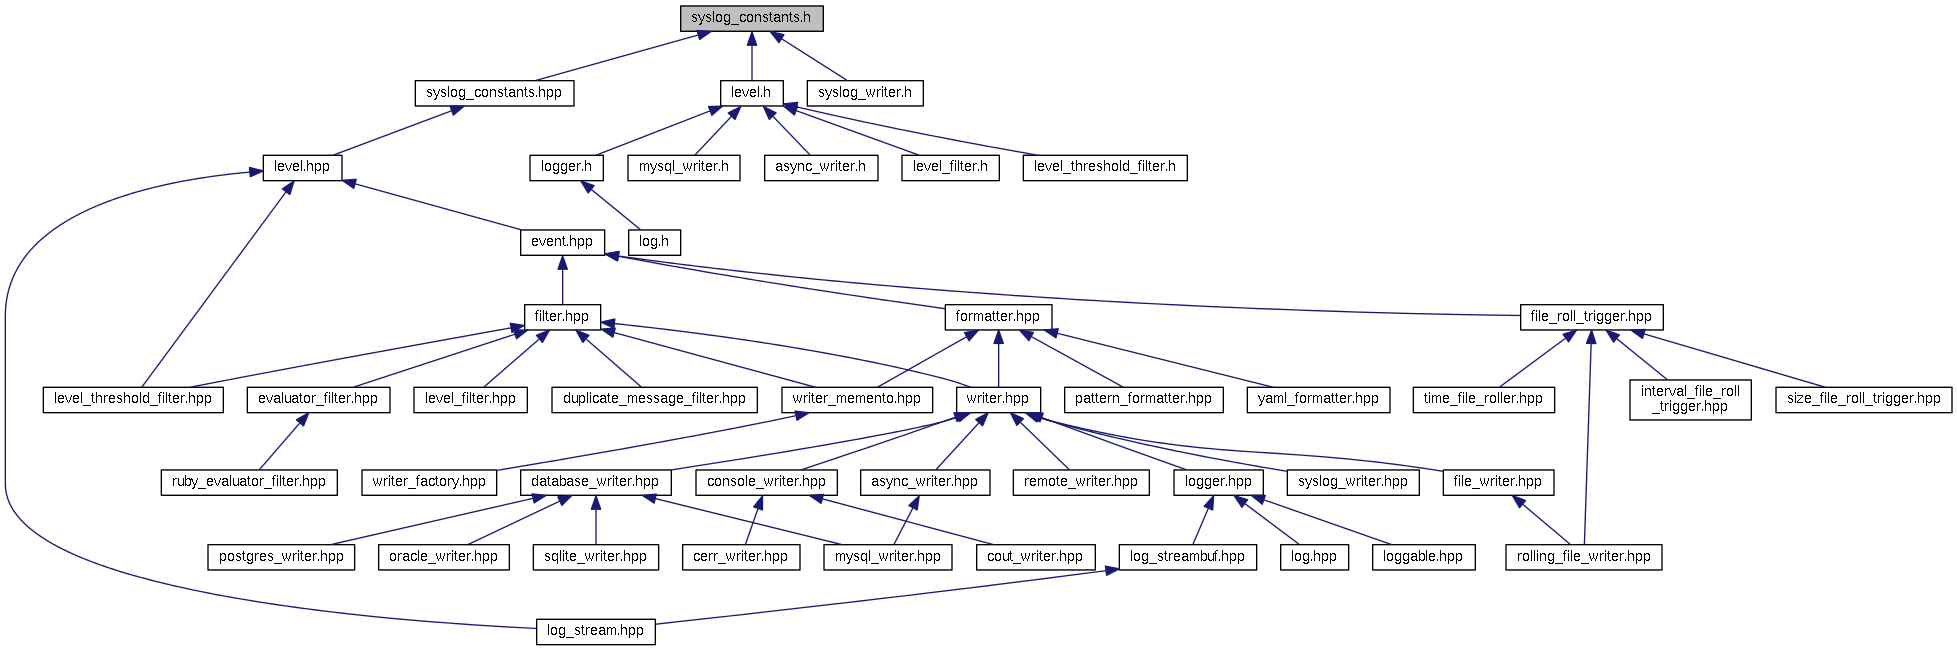 syslog_constants.h
syslog_constants.hpp
level.h
syslog_writer.h
level.hpp
logger.h
mysql_writer.h
async_writer.h
level_filter.h
level_threshold_filter.h
event.hpp
log.h
filter.hpp
formatter.hpp
file_roll_trigger.hpp
level_threshold_filter.hpp
evaluator_filter.hpp
level_filter.hpp
duplicate_message_filter.hpp
writer_memento.hpp
writer.hpp
pattern_formatter.hpp
yaml_formatter.hpp
time_file_roller.hpp
interval_file_roll
_trigger.hpp
size_file_roll_trigger.hpp
ruby_evaluator_filter.hpp
writer_factory.hpp
database_writer.hpp
console_writer.hpp
async_writer.hpp
remote_writer.hpp
logger.hpp
syslog_writer.hpp
file_writer.hpp
postgres_writer.hpp
oracle_writer.hpp
sqlite_writer.hpp
cerr_writer.hpp
mysql_writer.hpp
cout_writer.hpp
log_streambuf.hpp
log.hpp
loggable.hpp
rolling_file_writer.hpp
log_stream.hpp